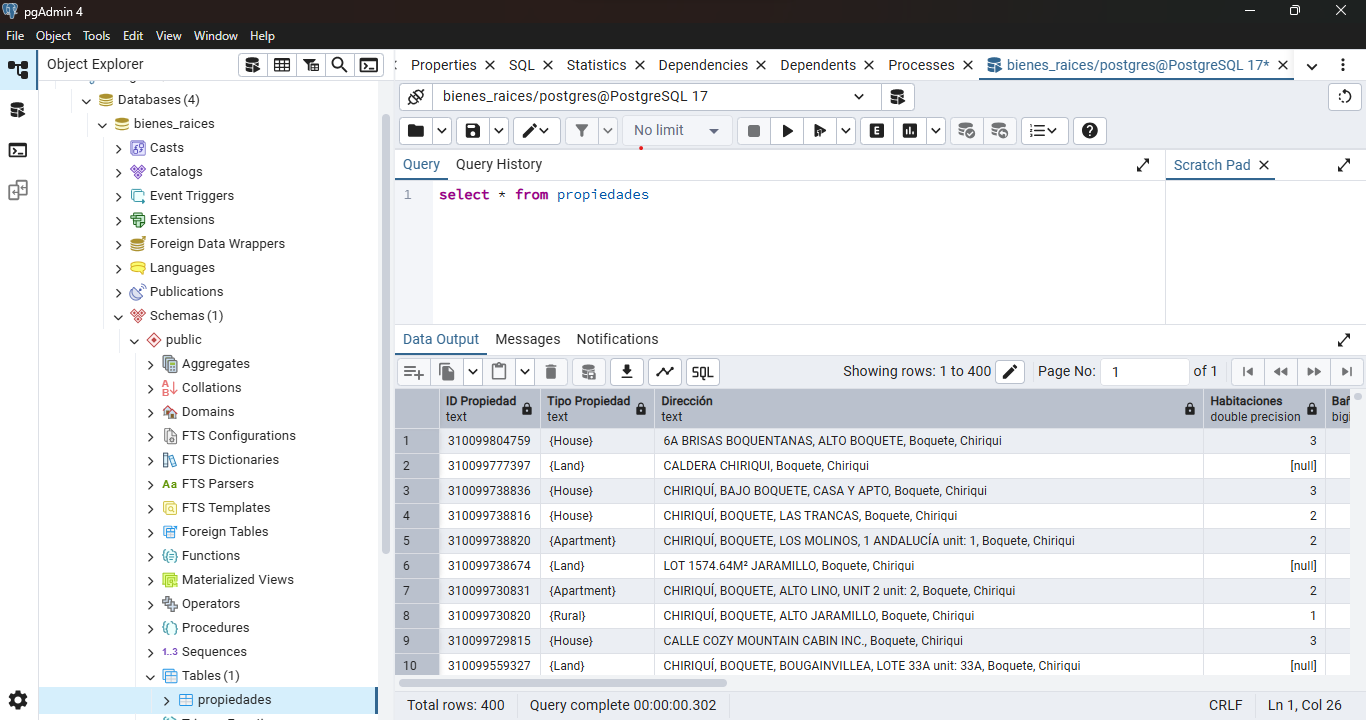 pgAdmin 4
File Object Tools Edit View Window Help
Object Explorer
Properties SQL Statistics Dependencies Dependents Processes bienes_raices/postgres@PostgreSQL 17*
bienes_raices/postgres@PostgreSQL 17
No limit
E
Query Query History
Scratch Pad
1 select * from propiedades
Databases (4)
bienes_raices
Casts
Catalogs
Event Triggers
Extensions
Foreign Data Wrappers
Languages
Publications
Schemas (1)
public
Aggregates
Collations
Domains
FTS Configurations
FTS Dictionaries
Aa FTS Parsers
FTS Templates
Foreign Tables
Functions
Materialized Views
Operators
Procedures
1..3 Sequences
Tables (1)
propiedades
Data Output Messages Notifications
SQL Showing rows: 1 to 400 Page No: 1 of 1
ID Propiedad text Tipo Propiedad text Dirección text Habitaciones double precision
1 310099804759 {House} 6A BRISAS BOQUENTANAS, ALTO BOQUETE, Boquete, Chiriqui 3
2 310099777397 {Land} CALDERA CHIRIQUI, Boquete, Chiriqui [null]
3 310099738836 {House} CHIRIQUÍ, BAJO BOQUETE, CASA Y APTO, Boquete, Chiriqui 3
4 310099738816 {House} CHIRIQUÍ, BOQUETE, LAS TRANCAS, Boquete, Chiriqui 2
5 310099738820 {Apartment} CHIRIQUÍ, BOQUETE, LOS MOLINOS, 1 ANDALUCÍA unit: 1, Boquete, Chiriqui 2
6 310099738674 {Land} LOT 1574.64M² JARAMILLO, Boquete, Chiriqui [null]
7 310099730831 {Apartment} CHIRIQUÍ, BOQUETE, ALTO LINO, UNIT 2 unit: 2, Boquete, Chiriqui 2
8 310099730820 {Rural} CHIRIQUÍ, BOQUETE, ALTO JARAMILLO, Boquete, Chiriqui 1
9 310099729815 {House} CALLE COZY MOUNTAIN CABIN INC., Boquete, Chiriqui 3
10 310099559327 {Land} CHIRIQUÍ, BOQUETE, BOUGAINVILLEA, LOTE 33A unit: 33A, Boquete, Chiriqui [null]
Total rows: 400 Query complete 00:00:00.302 CRLF Ln 1, Col 26